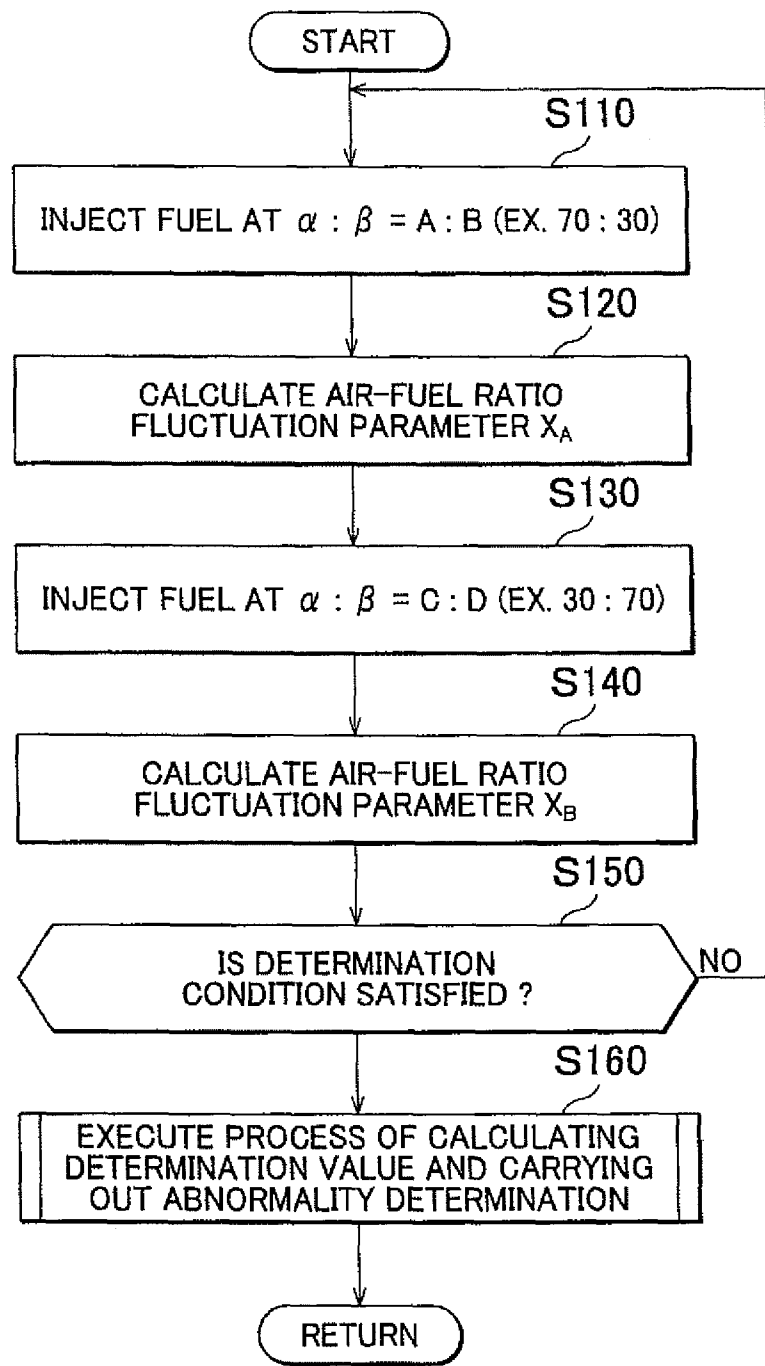 START
S110
INJECT FUEL AT α : β = A : B (EX. 70 : 30)
S120
CALCULATE AIR-FUEL RATIO
FLUCTUATION PARAMETER X_A
S130
INJECT FUEL AT α : β = C : D (EX. 30 : 70)
S140
CALCULATE AIR-FUEL RATIO
FLUCTUATION PARAMETER X_B
S150
IS DETERMINATION
CONDITION SATISFIED ?
NO
S160
EXECUTE PROCESS OF CALCULATING
DETERMINATION VALUE AND CARRYING
OUT ABNORMALITY DETERMINATION
RETURN